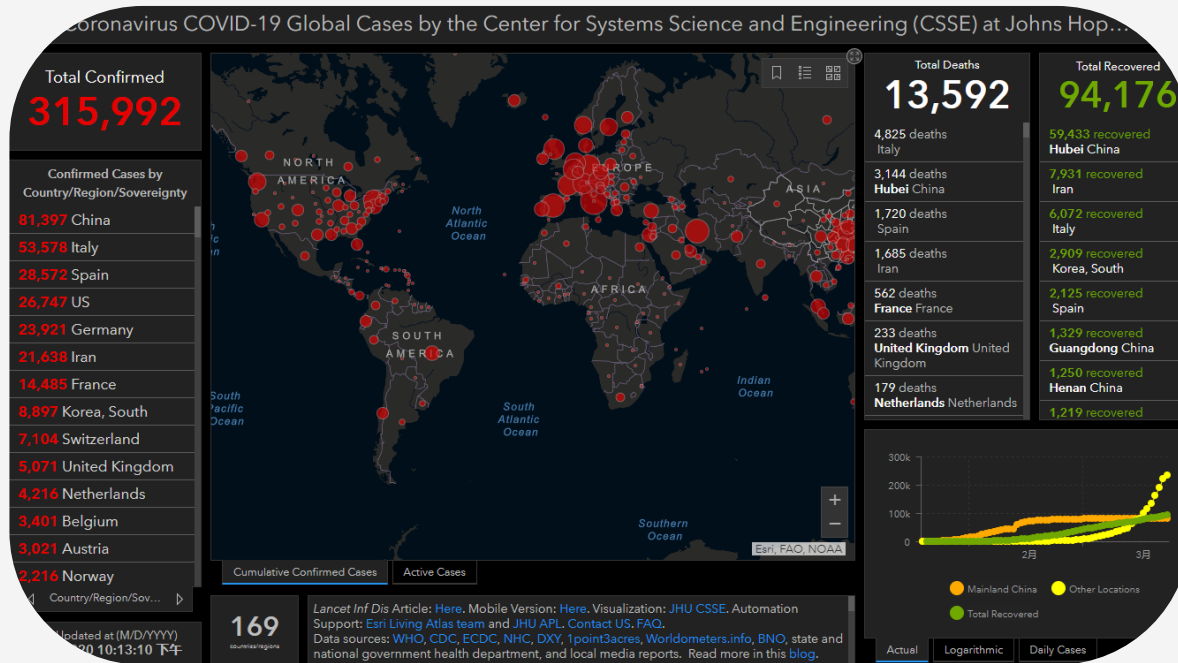 Coronavirus COVID-19 Global Cases by the Center for Systems Science and Engineering (CSSE) at Johns Hop...
Total Confirmed
315,992
Confirmed Cases by
Country/Region/Sovereignty
81,397 China
53,578 Italy
28,572 Spain
26,747 US
23,921 Germany
21,638 Iran
14,485 France
8,897 Korea, South
7,104 Switzerland
5,071 United Kingdom
4,216 Netherlands
3,401 Belgium
3,021 Austria
2,216 Norway
Country/Region/Sov...
Updated at (M/D/YYYY)
20 10:13:10 下午
NORTH
AMERICA
EUROPE
ASIA
North
Atlantic
Ocean
AFRICA
SOUTH
AMERICA
Indian
Ocean
South
Pacific
Ocean
South
Atlantic
Ocean
Southern
Ocean
+
−
Esri, FAO, NOAA
Cumulative Confirmed Cases
Active Cases
169
countries/regions
Lancet Inf Dis Article: Here. Mobile Version: Here. Visualization: JHU CSSE. Automation
Support: Esri Living Atlas team and JHU APL. Contact US. FAQ.
Data sources: WHO, CDC, ECDC, NHC, DXY, 1point3acres, Worldometers.info, BNO, state and
national government health department, and local media reports. Read more in this blog.
Total Deaths
13,592
4,825 deaths
Italy
3,144 deaths
Hubei China
1,720 deaths
Spain
1,685 deaths
Iran
562 deaths
France France
233 deaths
United Kingdom United
Kingdom
179 deaths
Netherlands Netherlands
Total Recovered
94,176
59,433 recovered
Hubei China
7,931 recovered
Iran
6,072 recovered
Italy
2,909 recovered
Korea, South
2,125 recovered
Spain
1,329 recovered
Guangdong China
1,250 recovered
Henan China
1,219 recovered
300k
200k
100k
0
2月
3月
Mainland China
Other Locations
Total Recovered
Actual
Logarithmic
Daily Cases